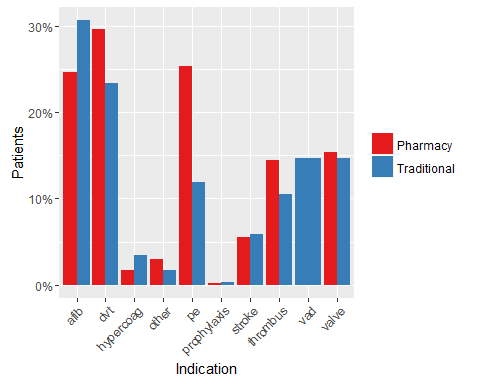 30%
20%
10%
0%
Patients
afib
dvt
hypercoag
other
pe
prophylaxis
stroke
thrombus
vad
valve
Indication
Pharmacy
Traditional